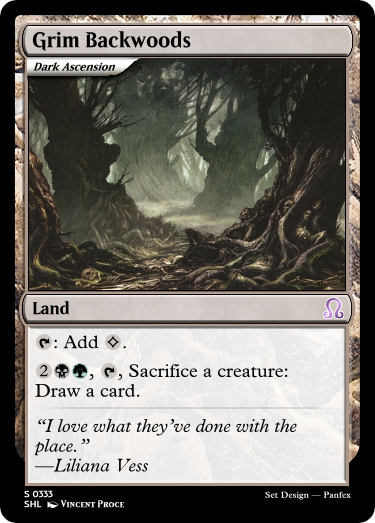 Grim Backwoods
Dark Ascension
Land
: Add .
2, , Sacrifice a creature:
Draw a card.
“I love what they’ve done with the
place.”
—Liliana Vess
S 0333
SHL Vincent Proce
Set Design — Panfex